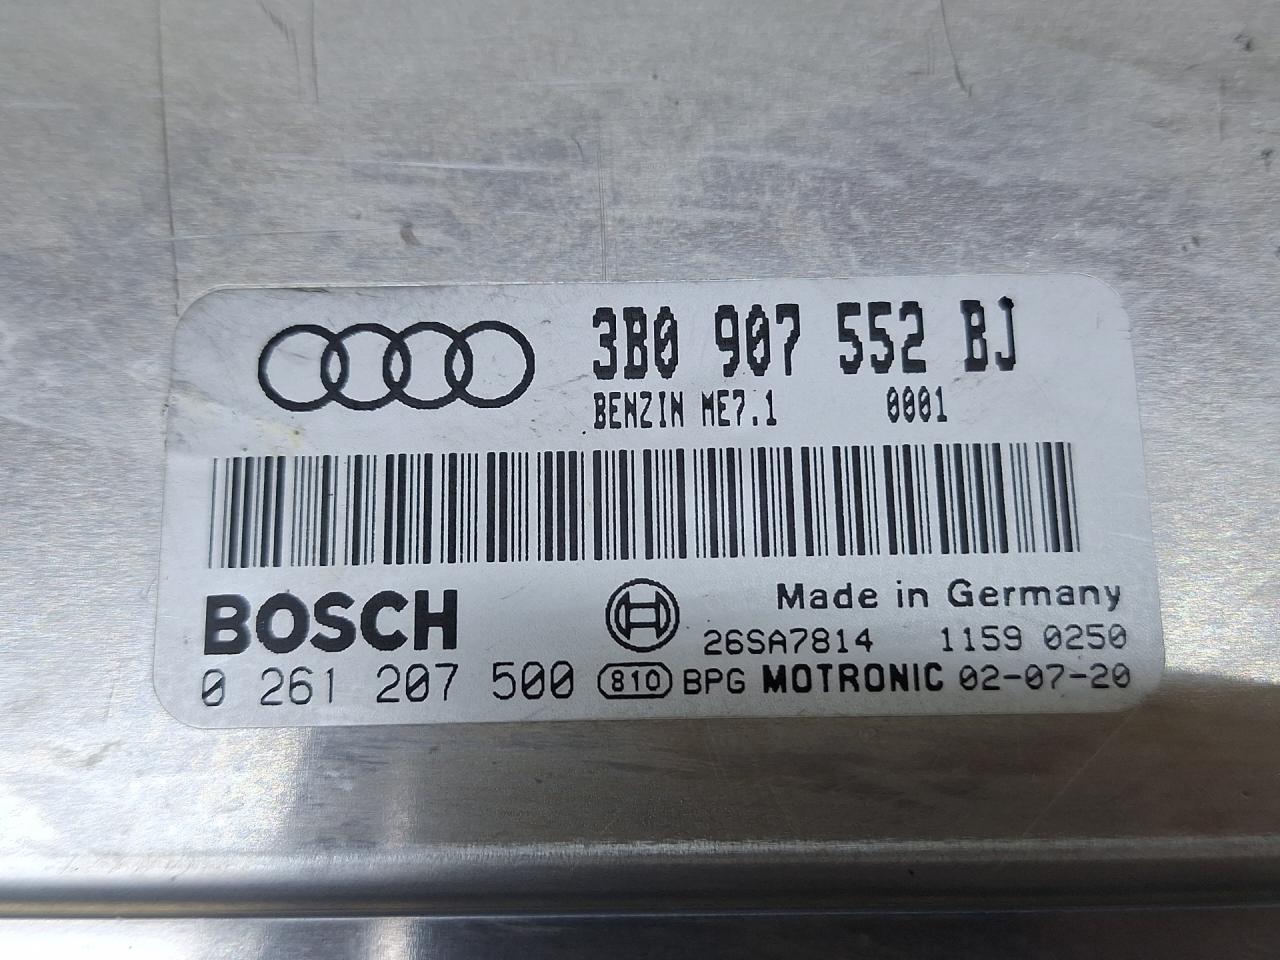 3B0 907 552 BJ
BENZIN ME7.1 0001
BOSCH
Made in Germany
26SA7814 1159 0250
0 261 207 500 810 BPG MOTRONIC 02-07-20